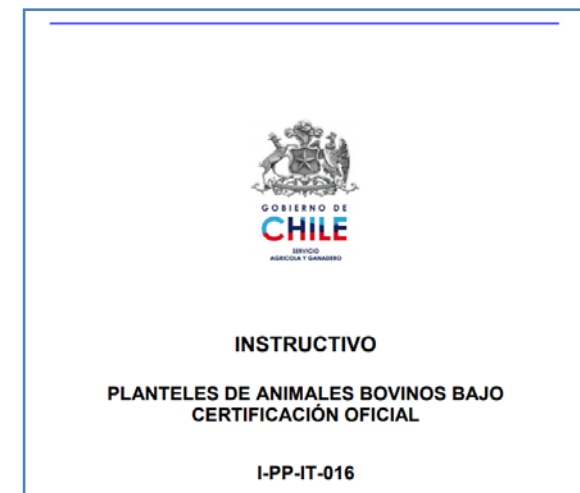 GOBIERNO DE
CHILE
SERVICIO
AGRICOLA Y GANADERO
INSTRUCTIVO
PLANTELES DE ANIMALES BOVINOS BAJO
CERTIFICACIÓN OFICIAL
I-PP-IT-016